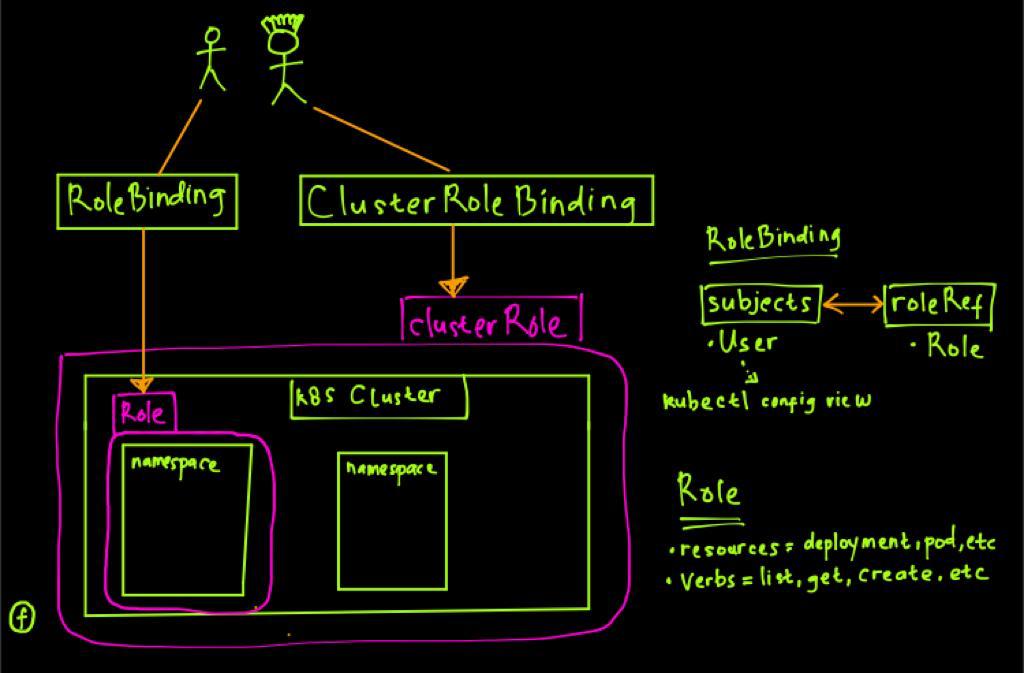 RoleBinding
ClusterRoleBinding
clusterRole
k8s Cluster
Role
namespace
namespace
RoleBinding
subjects
roleRef
• User
• Role
kubectl config view
Role
• resources = deployment, pod, etc
• Verbs = list, get, create. etc
f